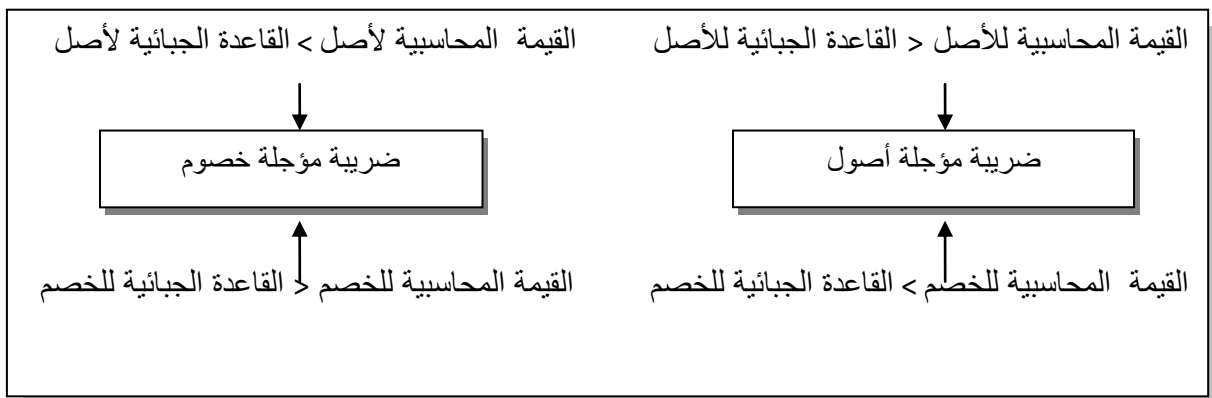 القيمة المحاسبية للأصل < القاعدة الجبائية للأصل
القيمة المحاسبية لأصل > القاعدة الجبائية لأصل
ضريبة مؤجلة أصول
ضريبة مؤجلة خصوم
القيمة المحاسبية للخصم > القاعدة الجبائية للخصم
القيمة المحاسبية للخصم < القاعدة الجبائية للخصم